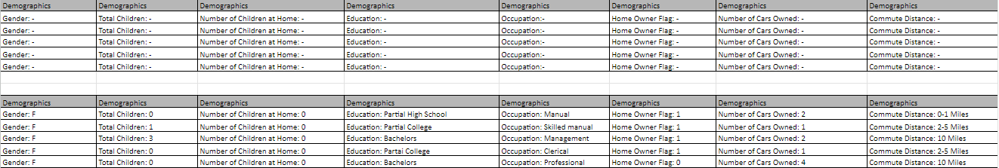 Demographics Demographics Demographics Demographics Demographics Demographics Demographics Demographics
Gender: - Total Children: - Number of Children at Home: - Education: - Occupation:- Home Owner Flag: - Number of Cars Owned: - Commute Distance: -
Gender: - Total Children: - Number of Children at Home: - Education: - Occupation:- Home Owner Flag: - Number of Cars Owned: - Commute Distance: -
Gender: - Total Children: - Number of Children at Home: - Education: - Occupation:- Home Owner Flag: - Number of Cars Owned: - Commute Distance: -
Gender: - Total Children: - Number of Children at Home: - Education: - Occupation:- Home Owner Flag: - Number of Cars Owned: - Commute Distance: -
Gender: - Total Children: - Number of Children at Home: - Education: - Occupation:- Home Owner Flag: - Number of Cars Owned: - Commute Distance: -
Demographics Demographics Demographics Demographics Demographics Demographics Demographics Demographics
Gender: F Total Children: 0 Number of Children at Home: 0 Education: Partial High School Occupation: Manual Home Owner Flag: 1 Number of Cars Owned: 2 Commute Distance: 0-1 Miles
Gender: F Total Children: 1 Number of Children at Home: 0 Education: Partial College Occupation: Skilled manual Home Owner Flag: 1 Number of Cars Owned: 1 Commute Distance: 2-5 Miles
Gender: F Total Children: 3 Number of Children at Home: 0 Education: Bachelors Occupation: Management Home Owner Flag: 1 Number of Cars Owned: 2 Commute Distance: 10 Miles
Gender: F Total Children: 0 Number of Children at Home: 0 Education: Partai College Occupation: Clerical Home Owner Flag: 1 Number of Cars Owned: 1 Commute Distance: 2-5 Miles
Gender: F Total Children: 0 Number of Children at Home: 0 Education: Bachelors Occupation: Professional Home Owner Flag: 0 Number of Cars Owned: 4 Commute Distance: 10 Miles